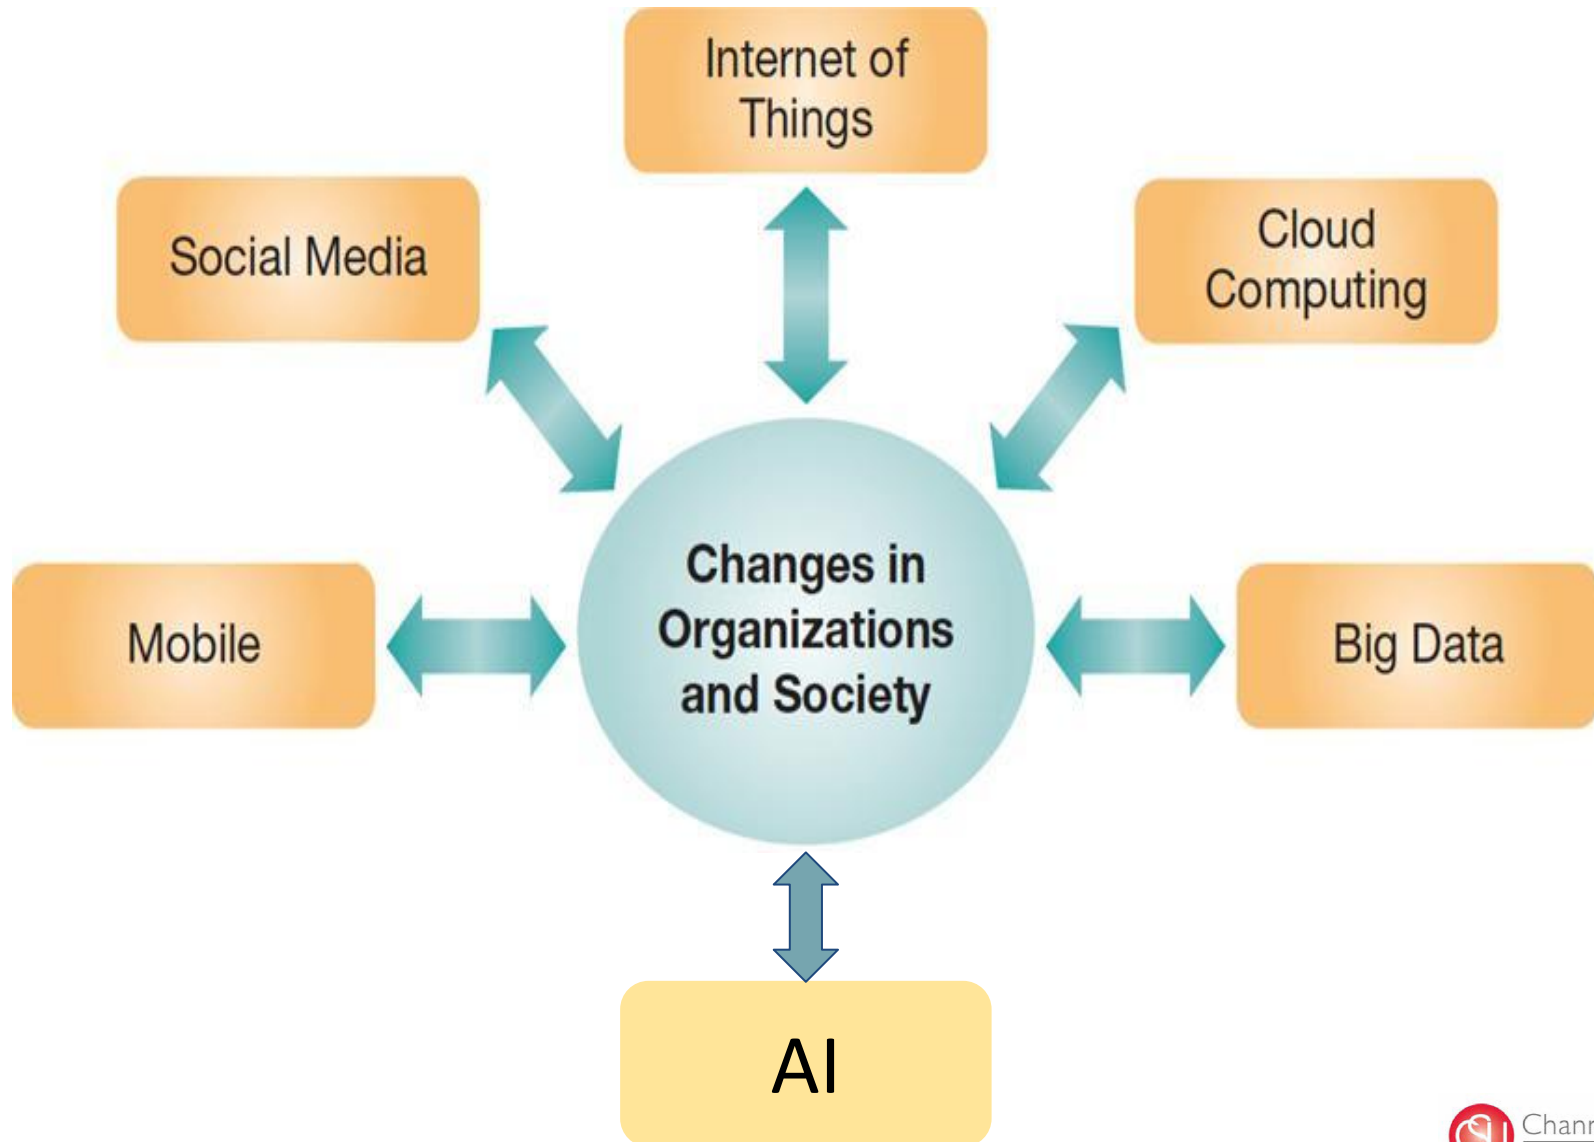 Internet of
Things
Social Media
Cloud
Computing
Changes in
Organizations
and Society
Mobile
Big Data
AI